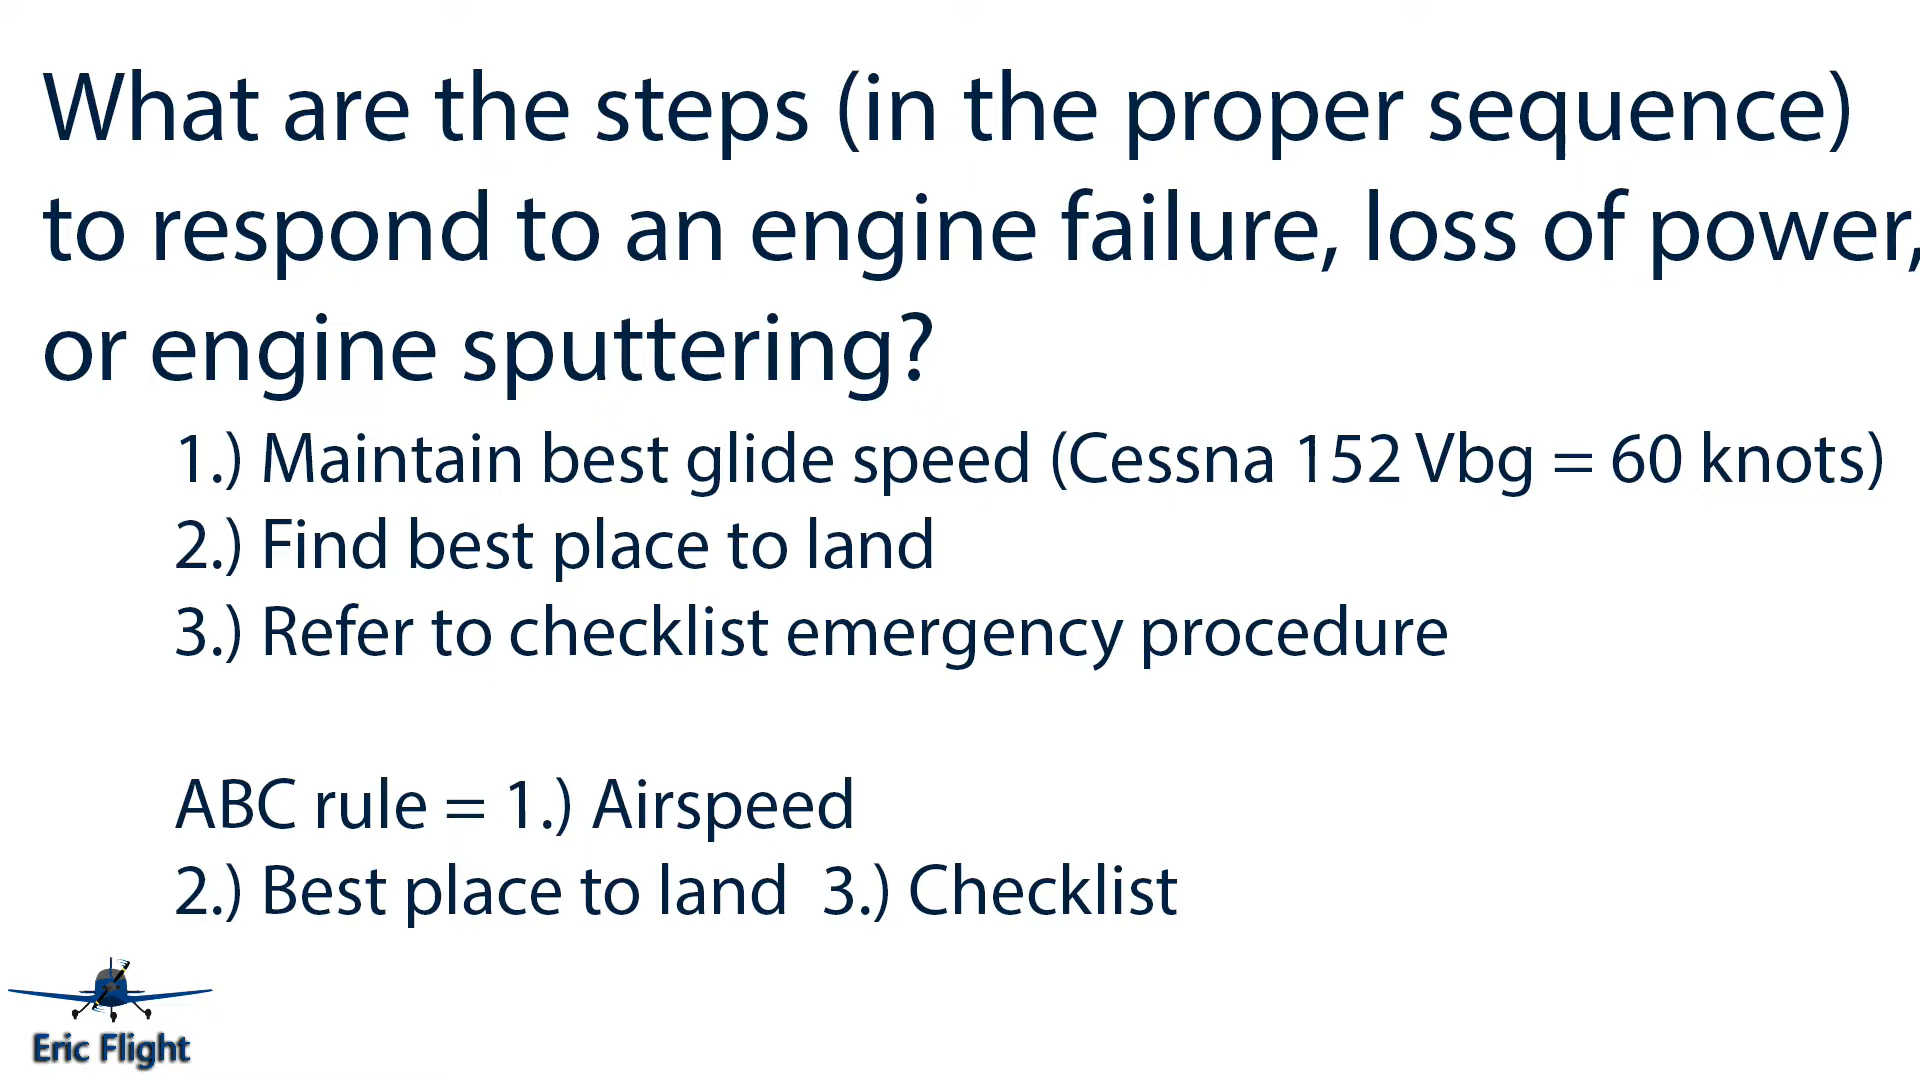 What are the steps (in the proper sequence)
to respond to an engine failure, loss of power,
or engine sputtering?
1.) Maintain best glide speed (Cessna 152 Vbg = 60 knots)
2.) Find best place to land
3.) Refer to checklist emergency procedure
ABC rule = 1.) Airspeed
2.) Best place to land  3.) Checklist
Eric Flight